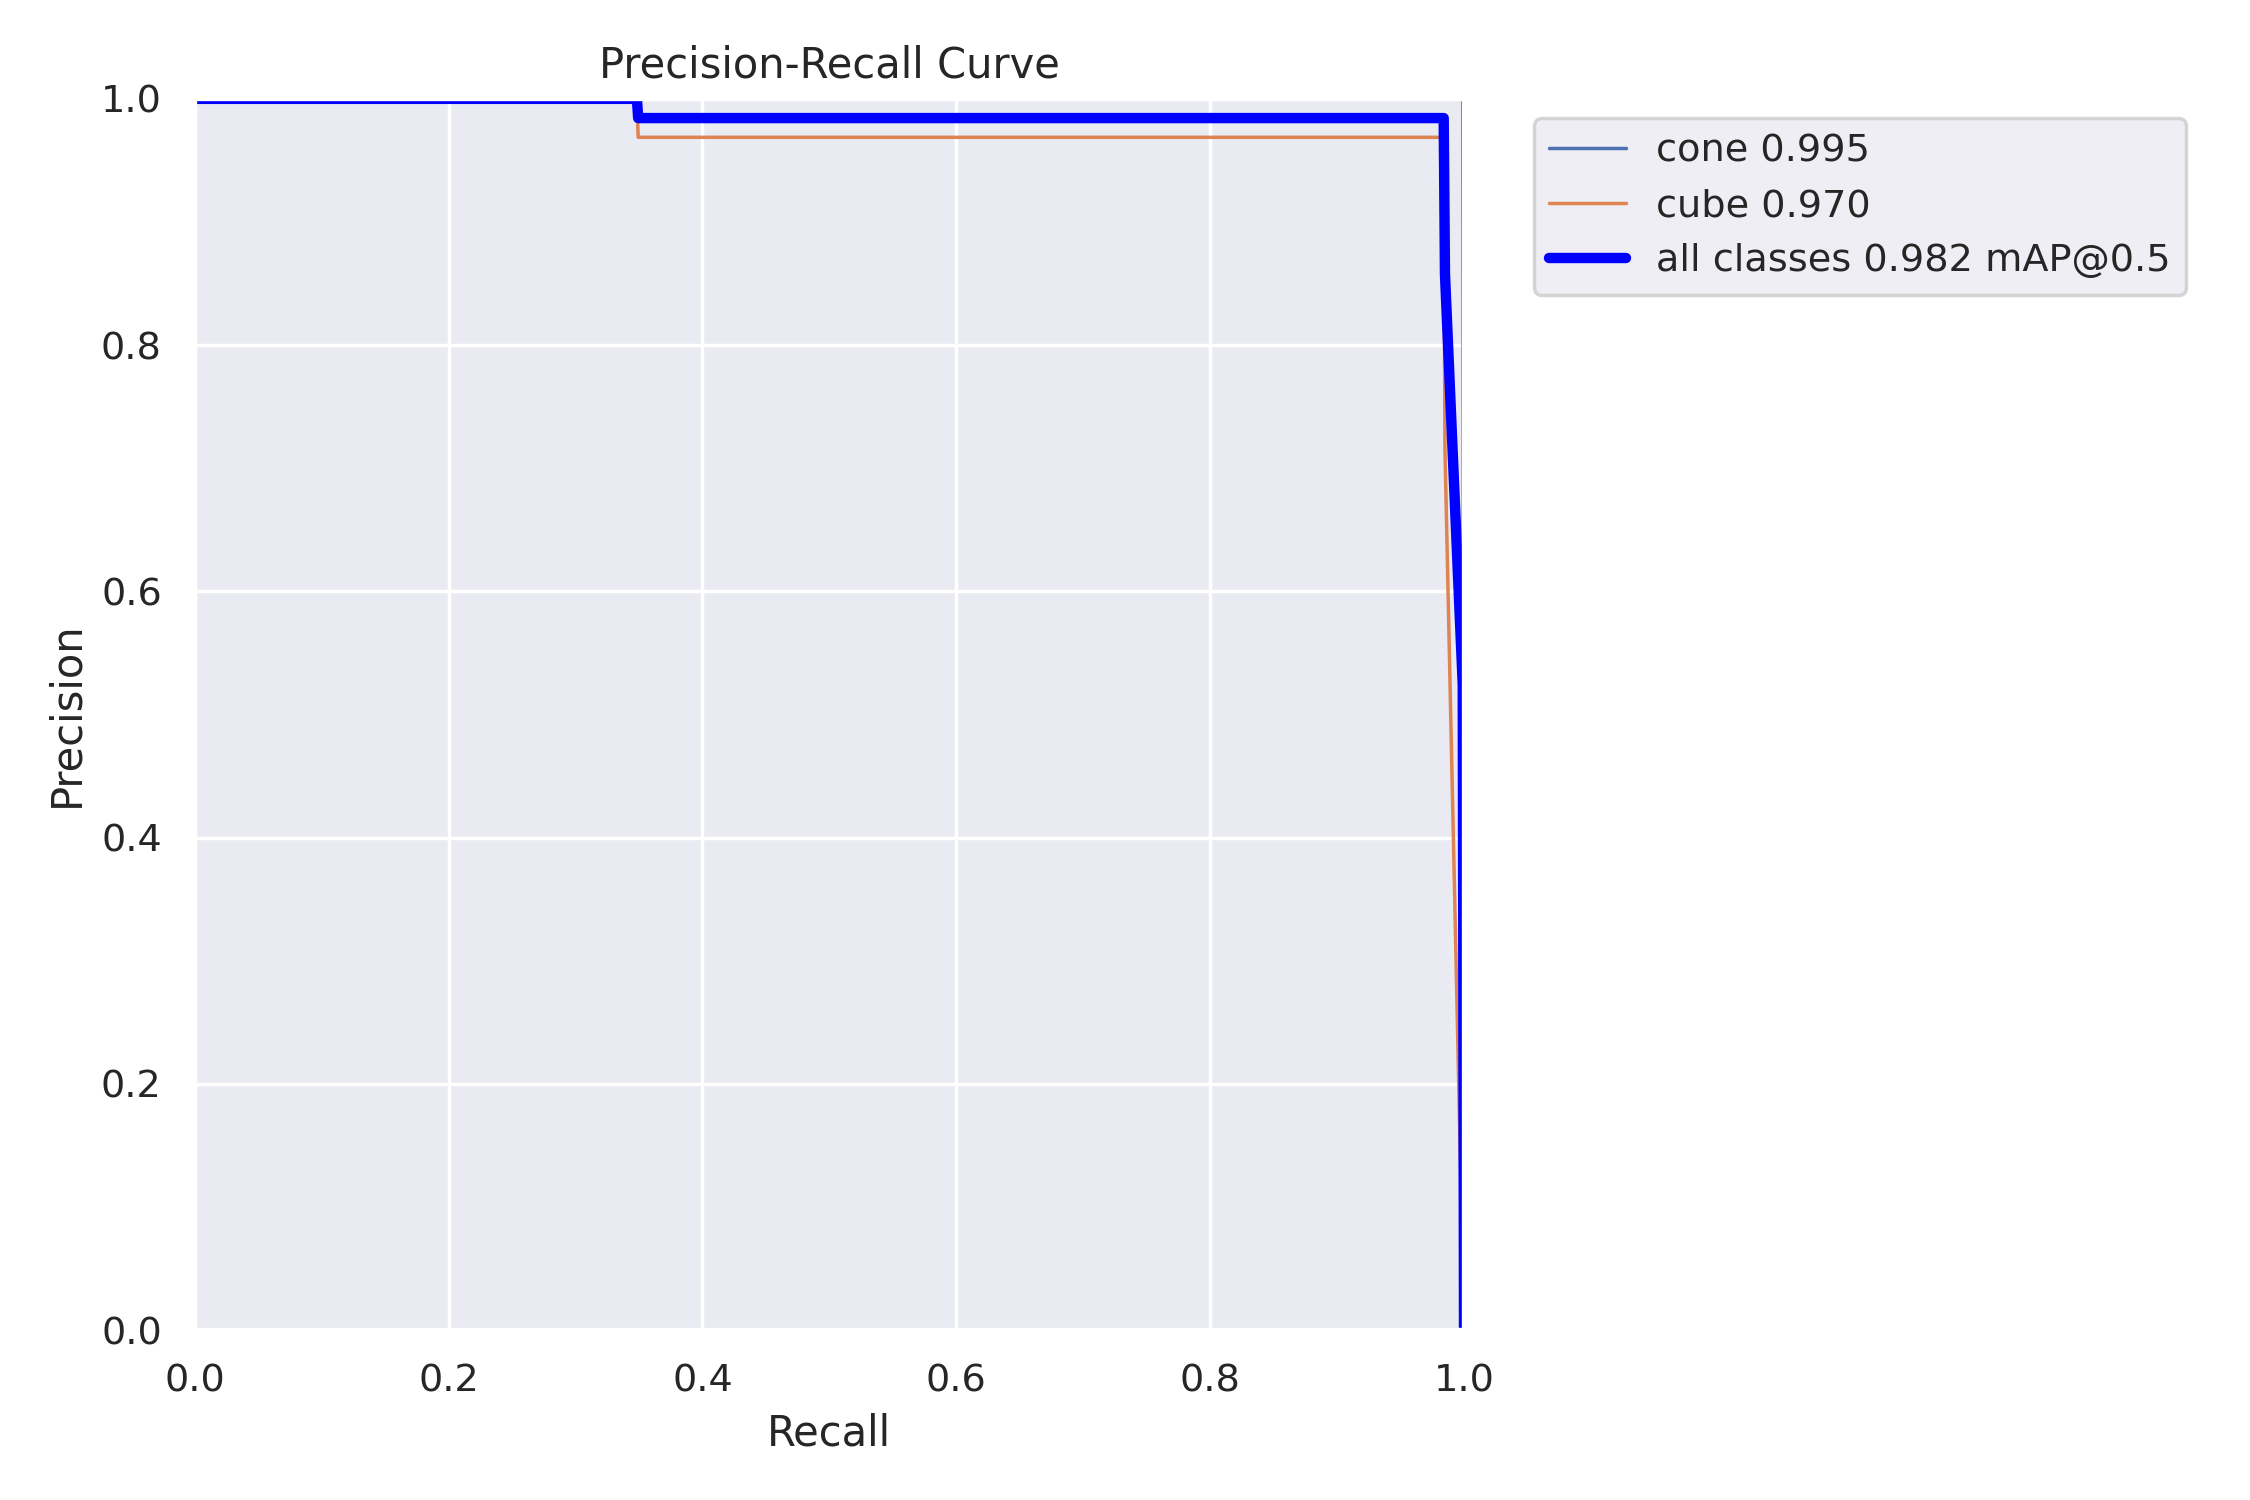 Precision-Recall Curve
1.0
0.8
0.6
0.4
0.2
0.0
Precision
0.0 0.2 0.4 0.6 0.8 1.0
Recall
cone 0.995
cube 0.970
all classes 0.982 mAP@0.5